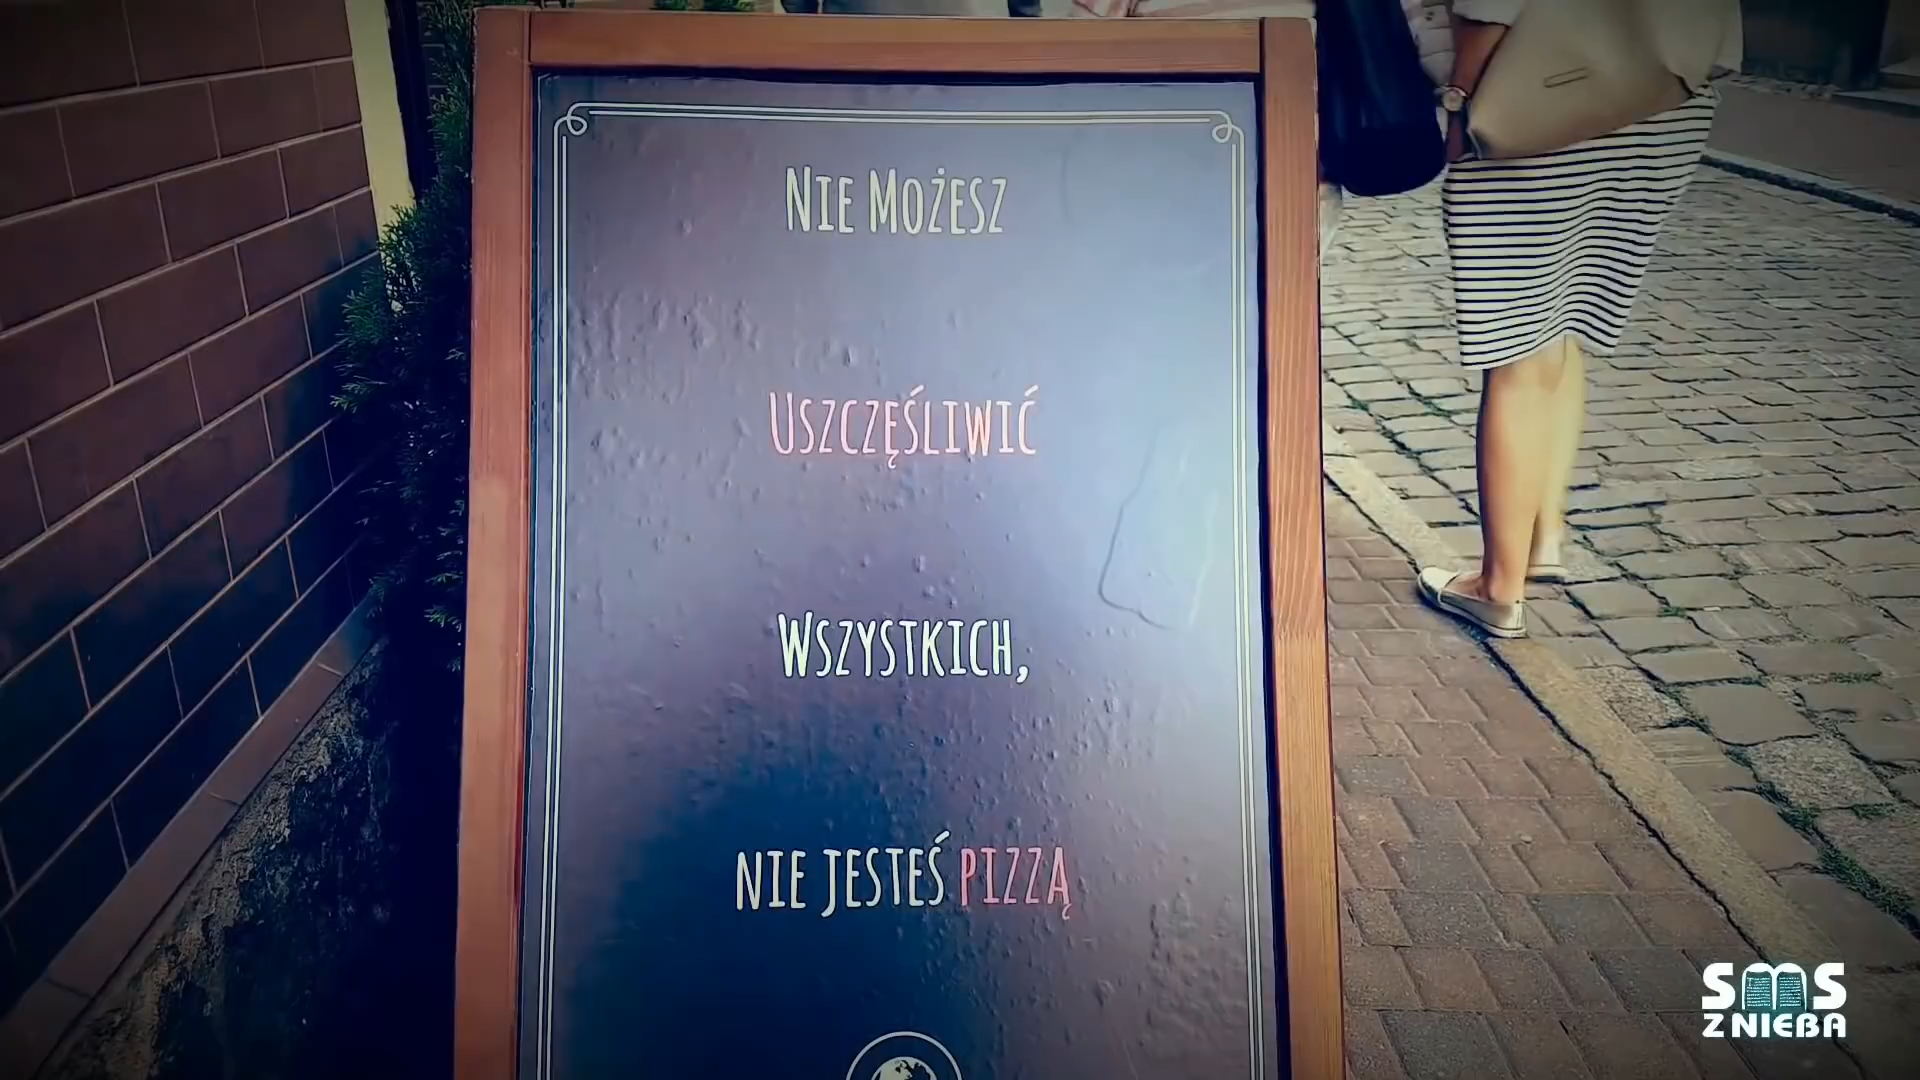 Nie Możesz
Uszczęśliwić
Wszystkich,
nie jesteś pizzą
SMS
Z NIEBA